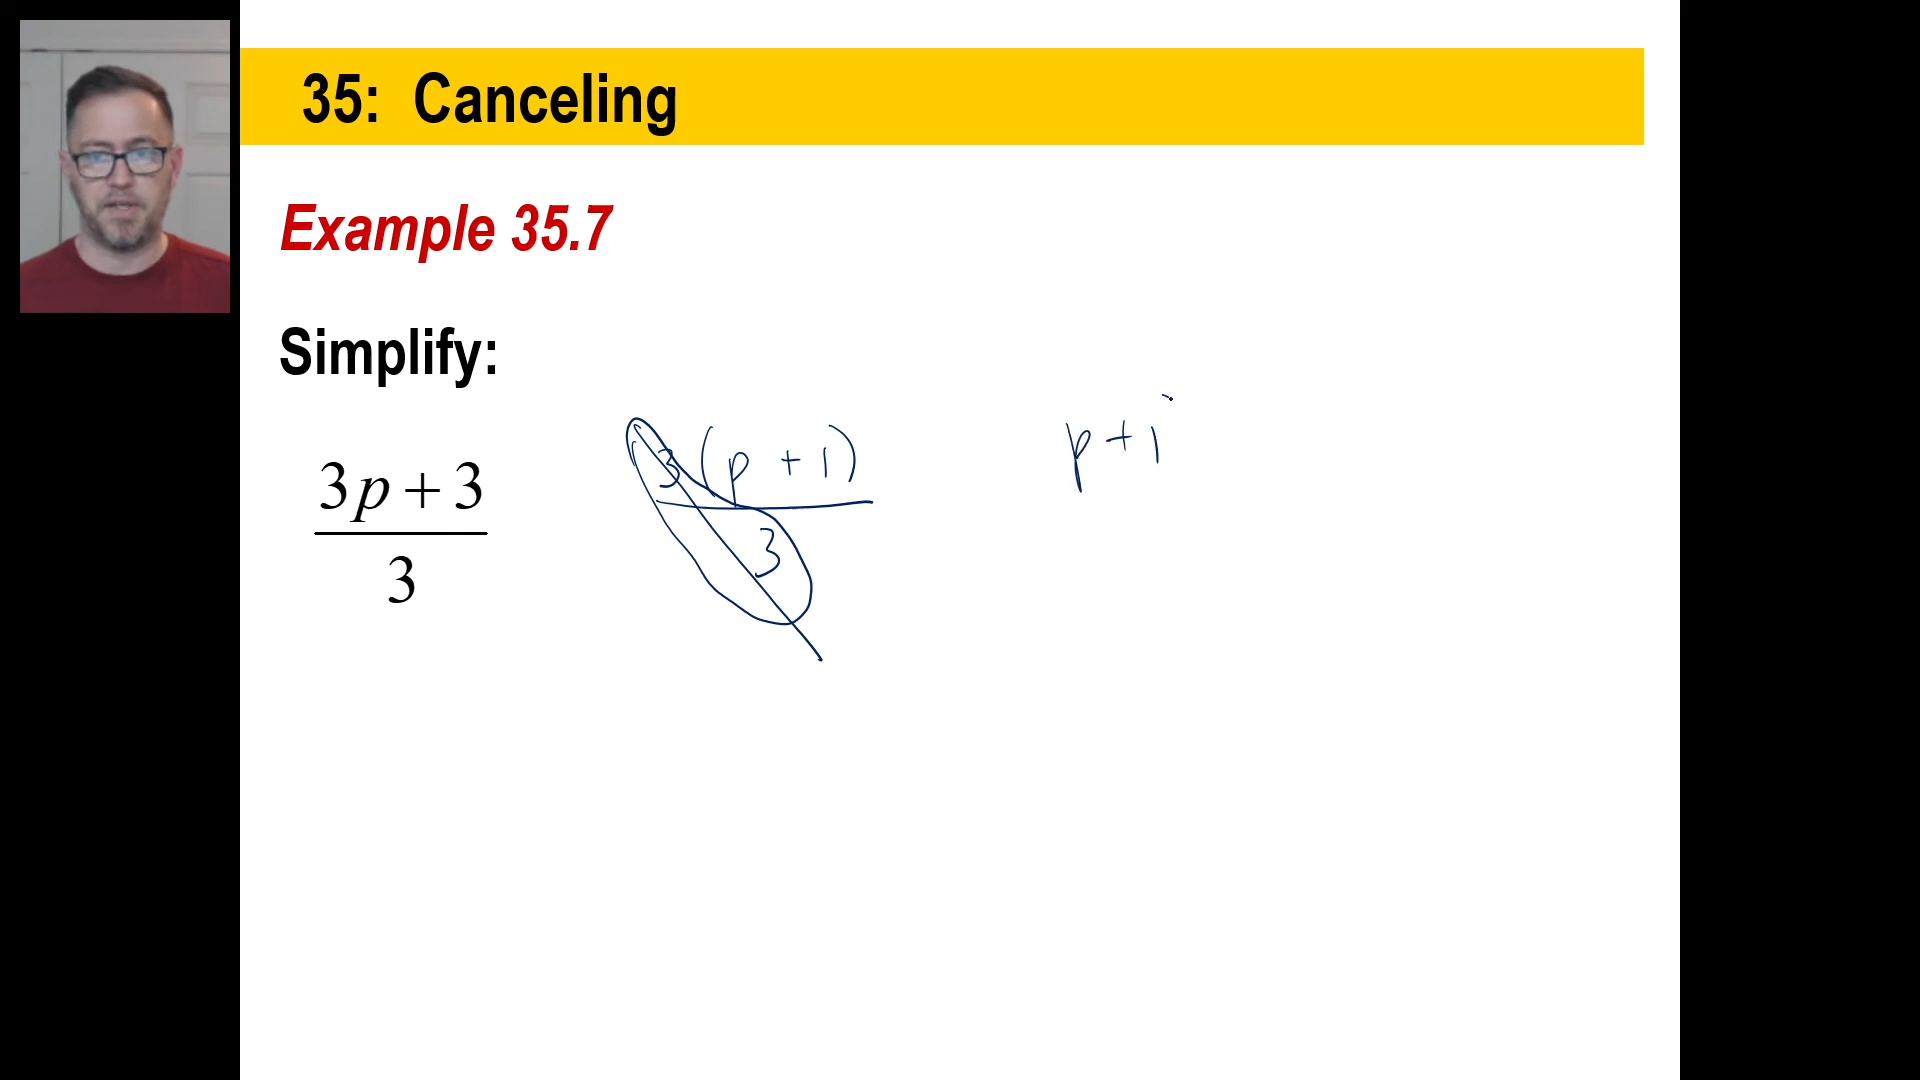 35: Canceling
Example 35.7
Simplify:
3p + 3
3
3 (p + 1)
3
p + 1